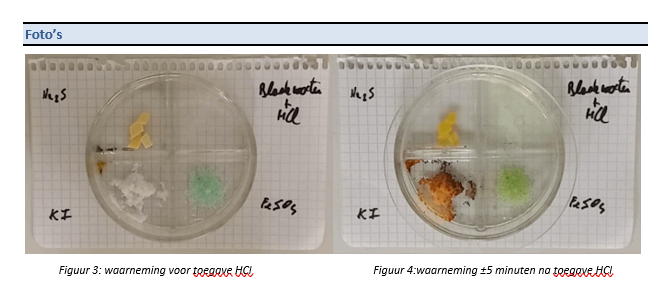 Foto's
Na2S
Bleekwater
+
HCl
KI
FeSO4
Na2S
Bleekwater
+
HCl
KI
FeSO4
Figuur 3: waarneming voor toegave HCl
Figuur 4:waarneming ±5 minuten na toegave HCl